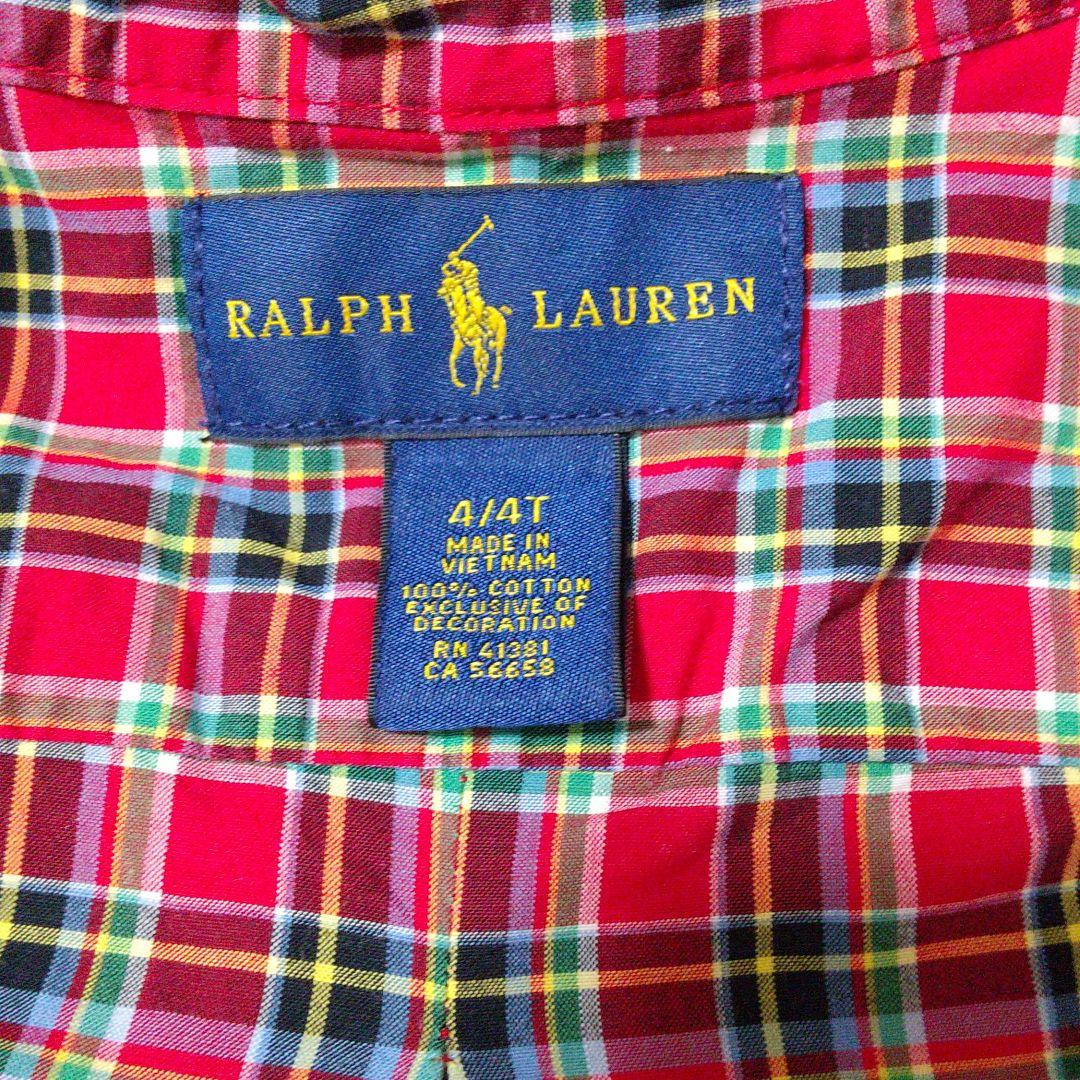 RALPH LAUREN
4/4T
MADE IN
VIETNAM
100% COTTON
EXCLUSIVE OF
DECORATION
RN 41381
CA 56658